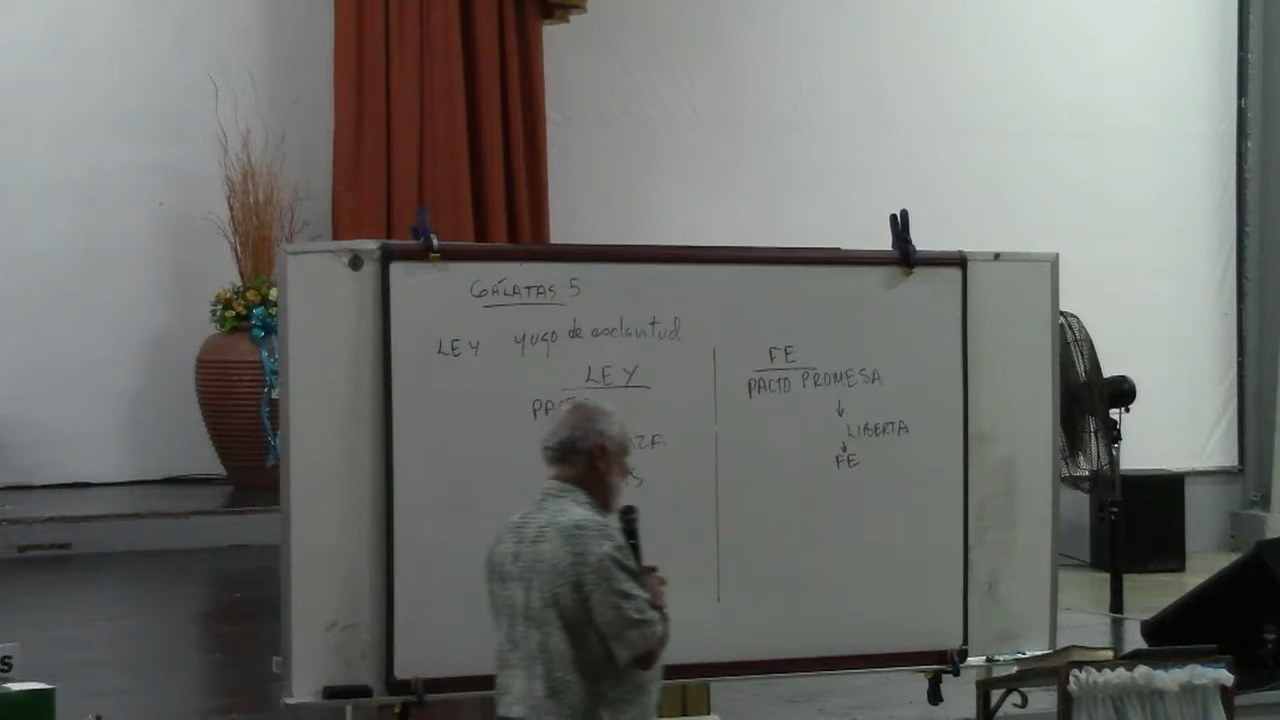 GÁLATAS 5
LEY yugo de esclavitud
LEY
FE
PACTO PROMESA
↓
LIBERTA
↓
FE